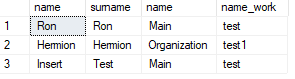 name surname name name_work
1 Ron Ron Main test
2 Hermion Hermion Organization test1
3 Insert Test Main test